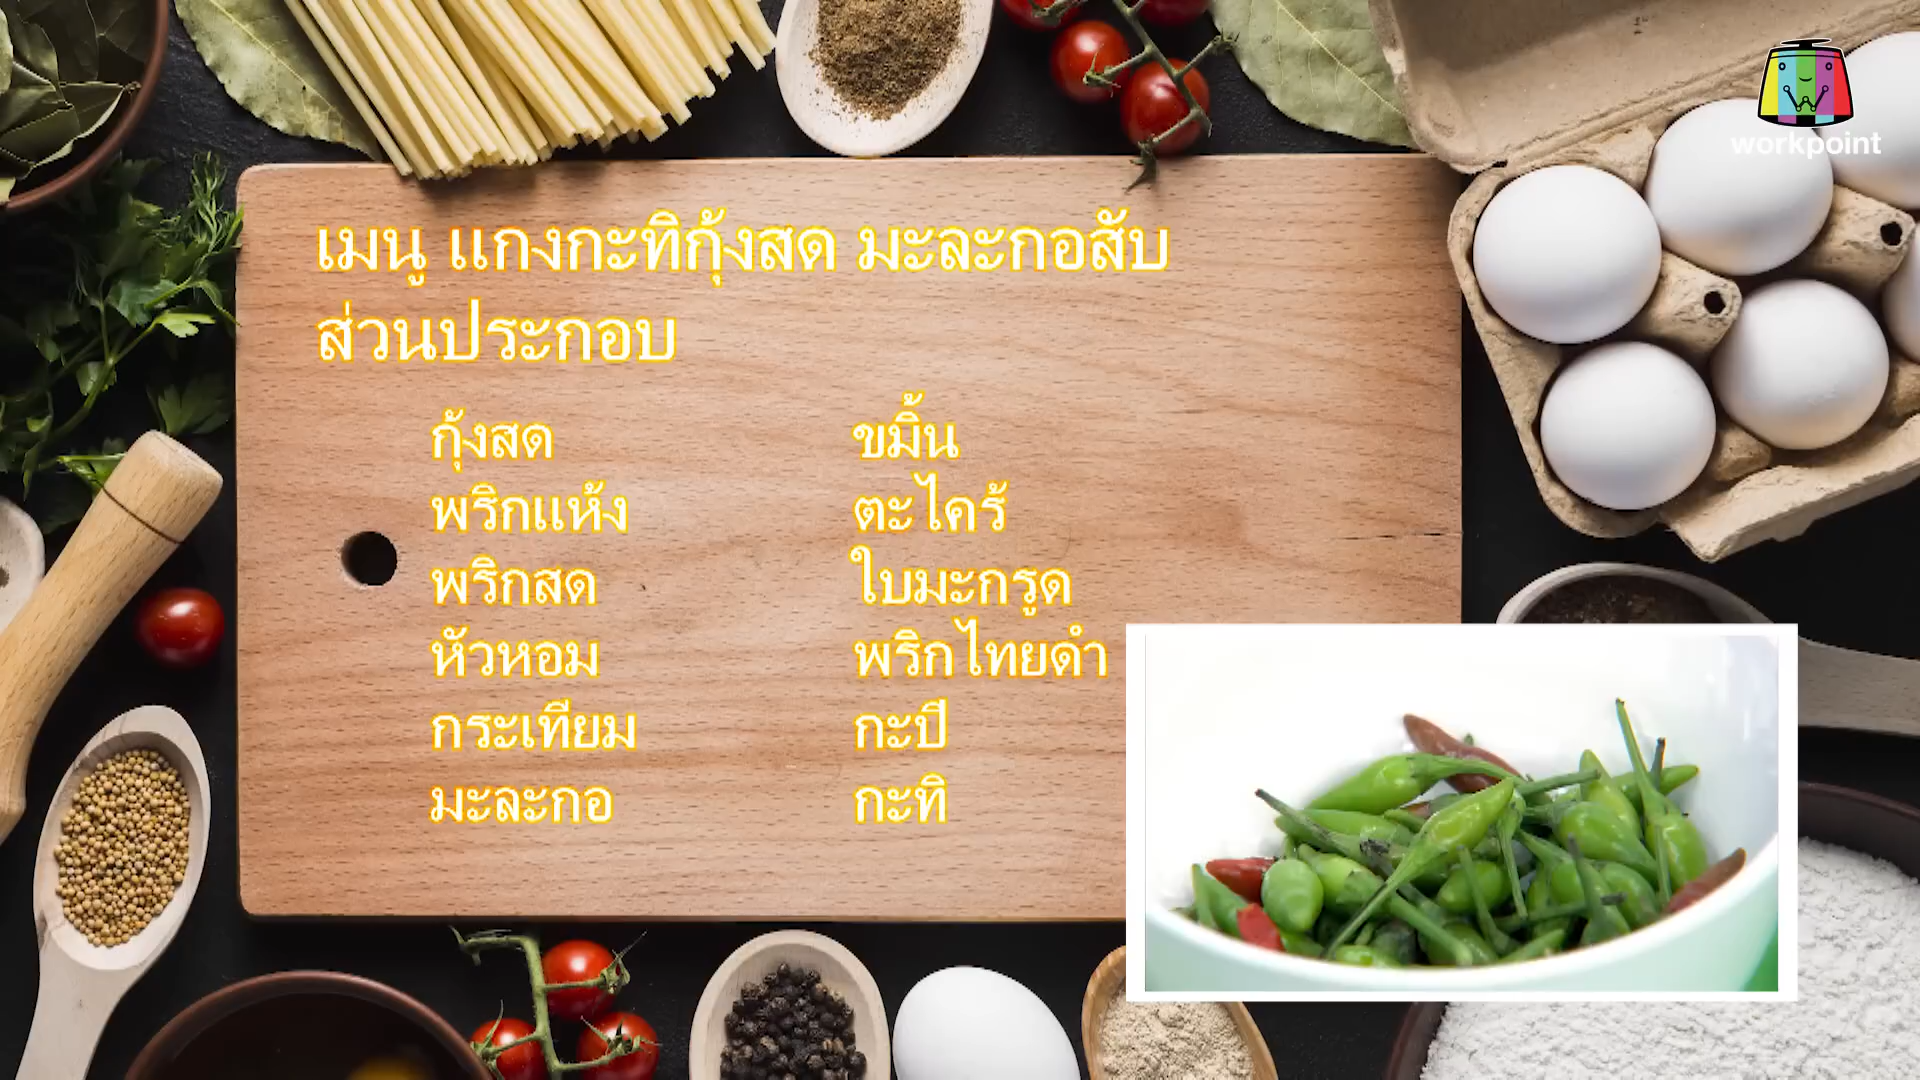 workpoint
เมนู แกงกะทิกุ้งสด มะละกอสับ
ส่วนประกอบ
กุ้งสด
พริกแห้ง
พริกสด
หัวหอม
กระเทียม
มะละกอ
ขมิ้น
ตะไคร้
ใบมะกรูด
พริกไทยดำ
กะปี
กะทิ